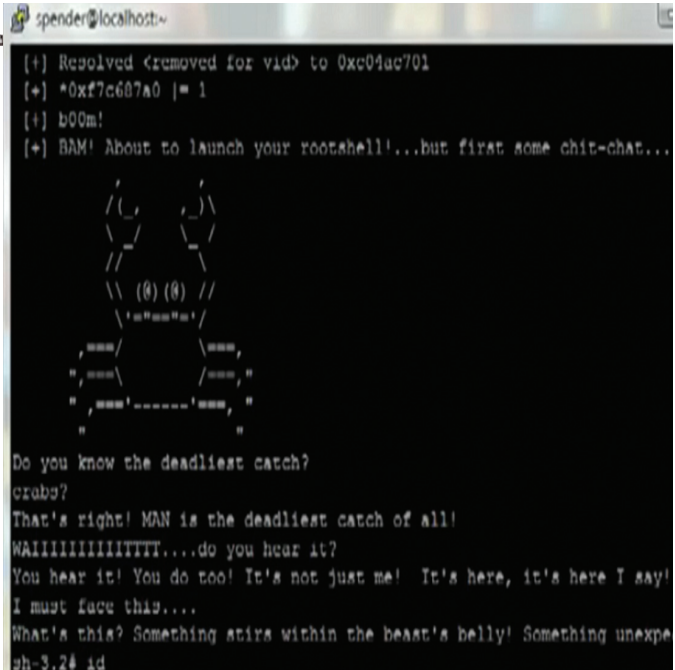 spender@localhost:~
[+] Resolved <removed for vid> to 0xc04ac701
[+] *0xf7c687a0 |= 1
[+] b00m!
[+] BAM! About to launch your rootshell!...but first some chit-chat...
Do you know the deadliest catch?
crabs?
That's right! MAN is the deadliest catch of all!
WAIIIIIIIIIITTTT....do you hear it?
You hear it! You do too! It's not just me!  It's here, it's here I say!
I must face this....
What's this? Something stirs within the beast's belly! Something unexpe
sh-3.2# id